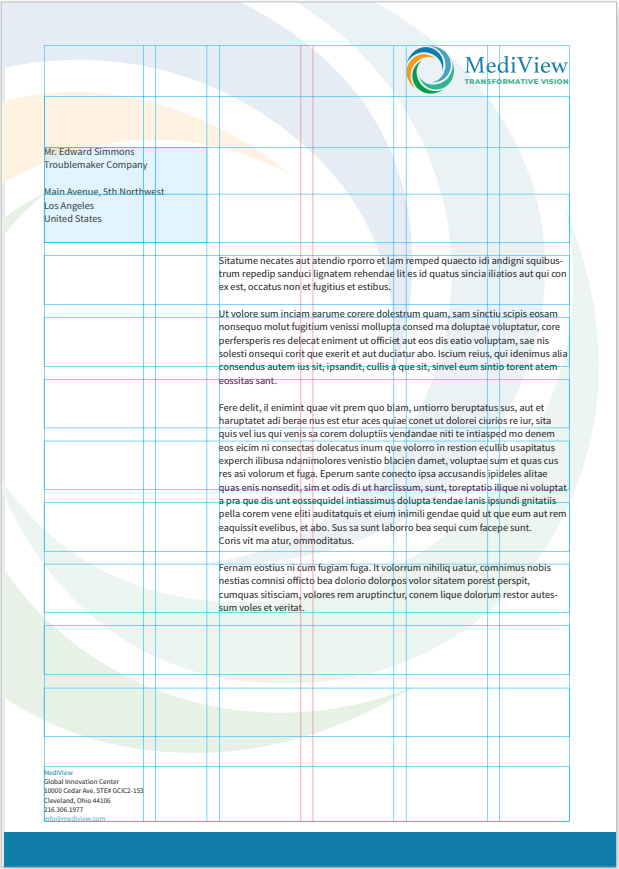 MediView
TRANSFORMATIVE VISION
Mr. Edward Simmons
Troublemaker Company
Main Avenue, 5th Northwest
Los Angeles
United States
Sitatume necates aut atendio rporro et lam remped quaecto idi andigni squibus-
trum repedip sanduci lignatem rehendae lit es id quatus sincia iliatios aut qui con
ex est, occatus non et fugitius et estibus.
Ut volore sum inciam earume corere dolestrum quam, sam sinctiu scipis eosam
nonsequo molut fugitium venissi mollupta consed ma doluptae voluptatur, core
perfersperis res delecat eniment ut officiet aut eos dis eatio voluptam, sae nis
solesti onsequi corit que exerit et aut duciatur abo. Iscium reius, qui idenimus alia
consendus autem ius sit, ipsandit, cullis a que sit, sinvel eum sintio torent atem
eossitas sant.
Fere delit, il enimint quae vit prem quo blam, untiorro beruptatus sus, aut et
haruptatet adi berae nus est etur aces quiae conet ut dolorei ciurios re iur, sita
quis vel ius qui venis sa corem doluptiis vendandae niti te intiasped mo denem
eos eicim ni consectas dolecatus inum que volorro in restion ecullib usapitatus
experch ilibusa ndanimolores venistio blacien damet, voluptae sum et quas cus
res asi volorum et fuga. Eperum sante conecto ipsa accusandis ipideles alitae
quas enis nonsedit, sim et odis di ut harciissum, sunt, toreptatio ilique ni voluptat
a pra que dis unt eossequidel intiassimus dolupta tendae lanis ipsundi gnitatiis
pella corem vene eliti auditatquis et eium inimili gendae quid ut que eum aut rem
eaquissit evelibus, et abo. Sus sa sunt laborro bea sequi cum facepe sunt.
Coris vit ma atur, ommoditatus.
Fernam eostius ni cum fugiam fuga. It volorrum nihiliq uatur, comnimus nobis
nestias comnisi officto bea dolorio dolorpos volor sitatem porest perspit,
cumquas sitisciam, volores rem aruptinctur, conem lique dolorum restor autes-
sum voles et veritat.
MediView
Global Innovation Center
10000 Cedar Ave. STE# GCIC2-153
Cleveland, Ohio 44106
216.306.1977
info@mediview.com